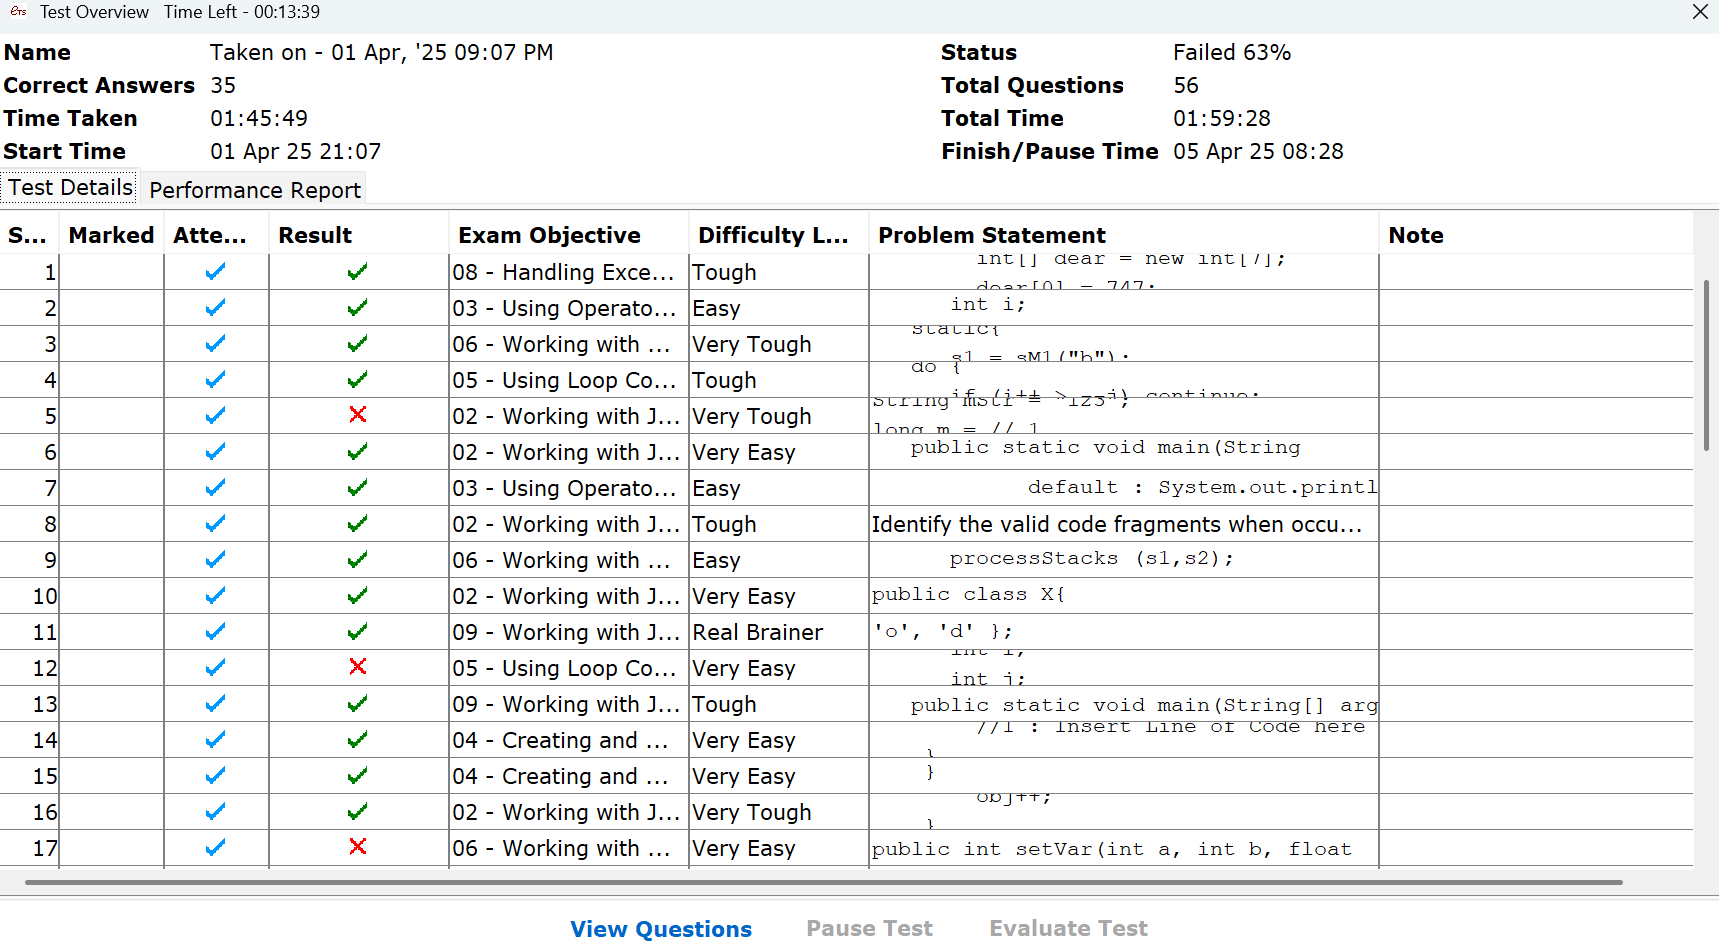 eTs Test Overview Time Left - 00:13:39
Name Taken on - 01 Apr, '25 09:07 PM Status Failed 63%
Correct Answers 35 Total Questions 56
Time Taken 01:45:49 Total Time 01:59:28
Start Time 01 Apr 25 21:07 Finish/Pause Time 05 Apr 25 08:28
Test Details Performance Report
S... Marked Atte... Result Exam Objective Difficulty L... Problem Statement Note
1 08 - Handling Exce... Tough int[] dear = new int[7];
dear[0] = 747;
2 03 - Using Operato... Easy int i;
3 06 - Working with ... Very Tough static{
s1 = sM1("b");
4 05 - Using Loop Co... Tough do {
if (i++ > --j) continue;
5 02 - Working with J... Very Tough String mStr = "123";
long m = // 1
6 02 - Working with J... Very Easy public static void main(String
7 03 - Using Operato... Easy default : System.out.printl
8 02 - Working with J... Tough Identify the valid code fragments when occu...
9 06 - Working with ... Easy processStacks (s1,s2);
10 02 - Working with J... Very Easy public class X{
11 09 - Working with J... Real Brainer 'o', 'd' };
12 05 - Using Loop Co... Very Easy int i;
int j;
13 09 - Working with J... Tough public static void main(String[] arg
14 04 - Creating and ... Very Easy //1 : Insert Line of Code here
}
15 04 - Creating and ... Very Easy }
16 02 - Working with J... Very Tough obj++;
}
17 06 - Working with ... Very Easy public int setVar(int a, int b, float
View Questions Pause Test Evaluate Test